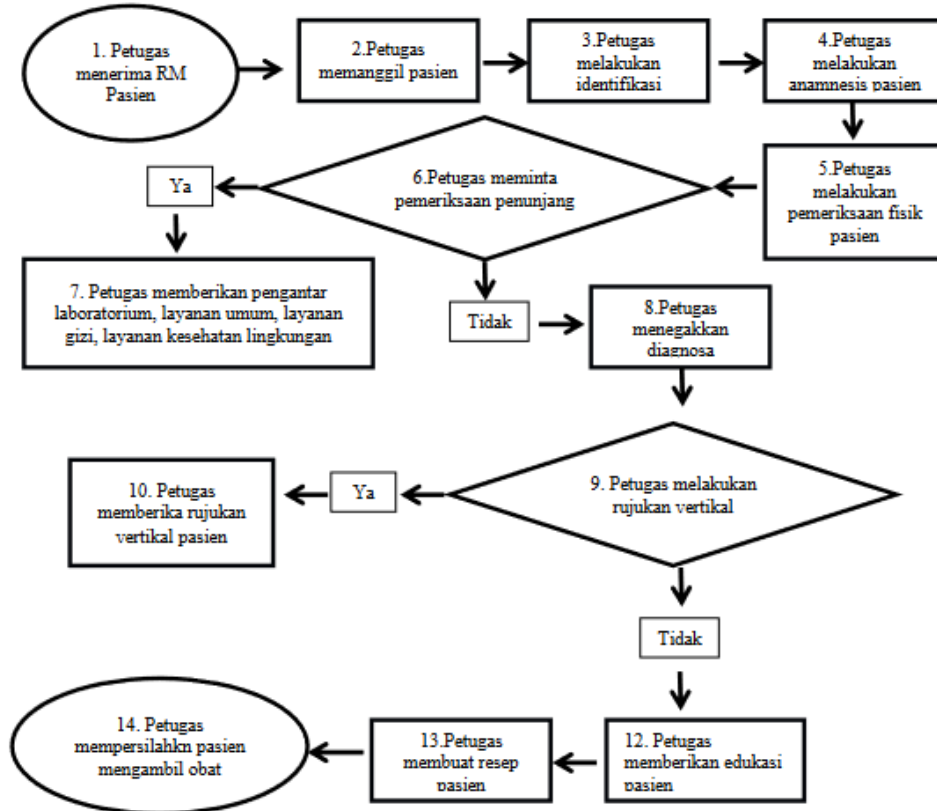 1. Petugas
menerima RM
Pasien
2.Petugas
memanggil pasien
3.Petugas
melakukan
identifikasi
4.Petugas
melakukan
anamnesis pasien
5.Petugas
melakukan
pemeriksaan fisik
pasien
6.Petugas meminta
pemeriksaan penunjang
Ya
7. Petugas memberikan pengantar
laboratorium, layanan umum, layanan
gizi, layanan kesehatan lingkungan
Tidak
8.Petugas
menegakkan
diagnosa
9. Petugas melakukan
rujukan vertikal
Ya
10. Petugas
memberika rujukan
vertikal pasien
Tidak
12. Petugas
memberikan edukasi
pasien
13.Petugas
membuat resep
pasien
14. Petugas
mempersilahkn pasien
mengambil obat